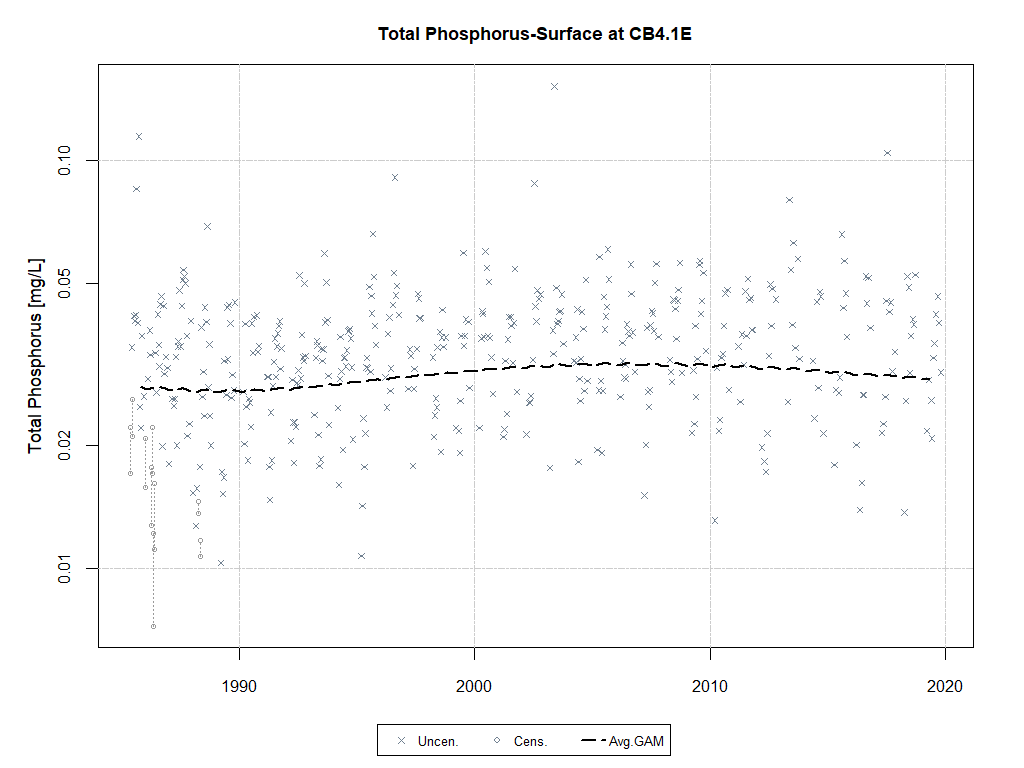 Total Phosphorus-Surface at CB4.1E
Total Phosphorus [mg/L]
0.10
0.05
0.02
0.01
1990 2000 2010 2020
Uncen. Cens. Avg.GAM